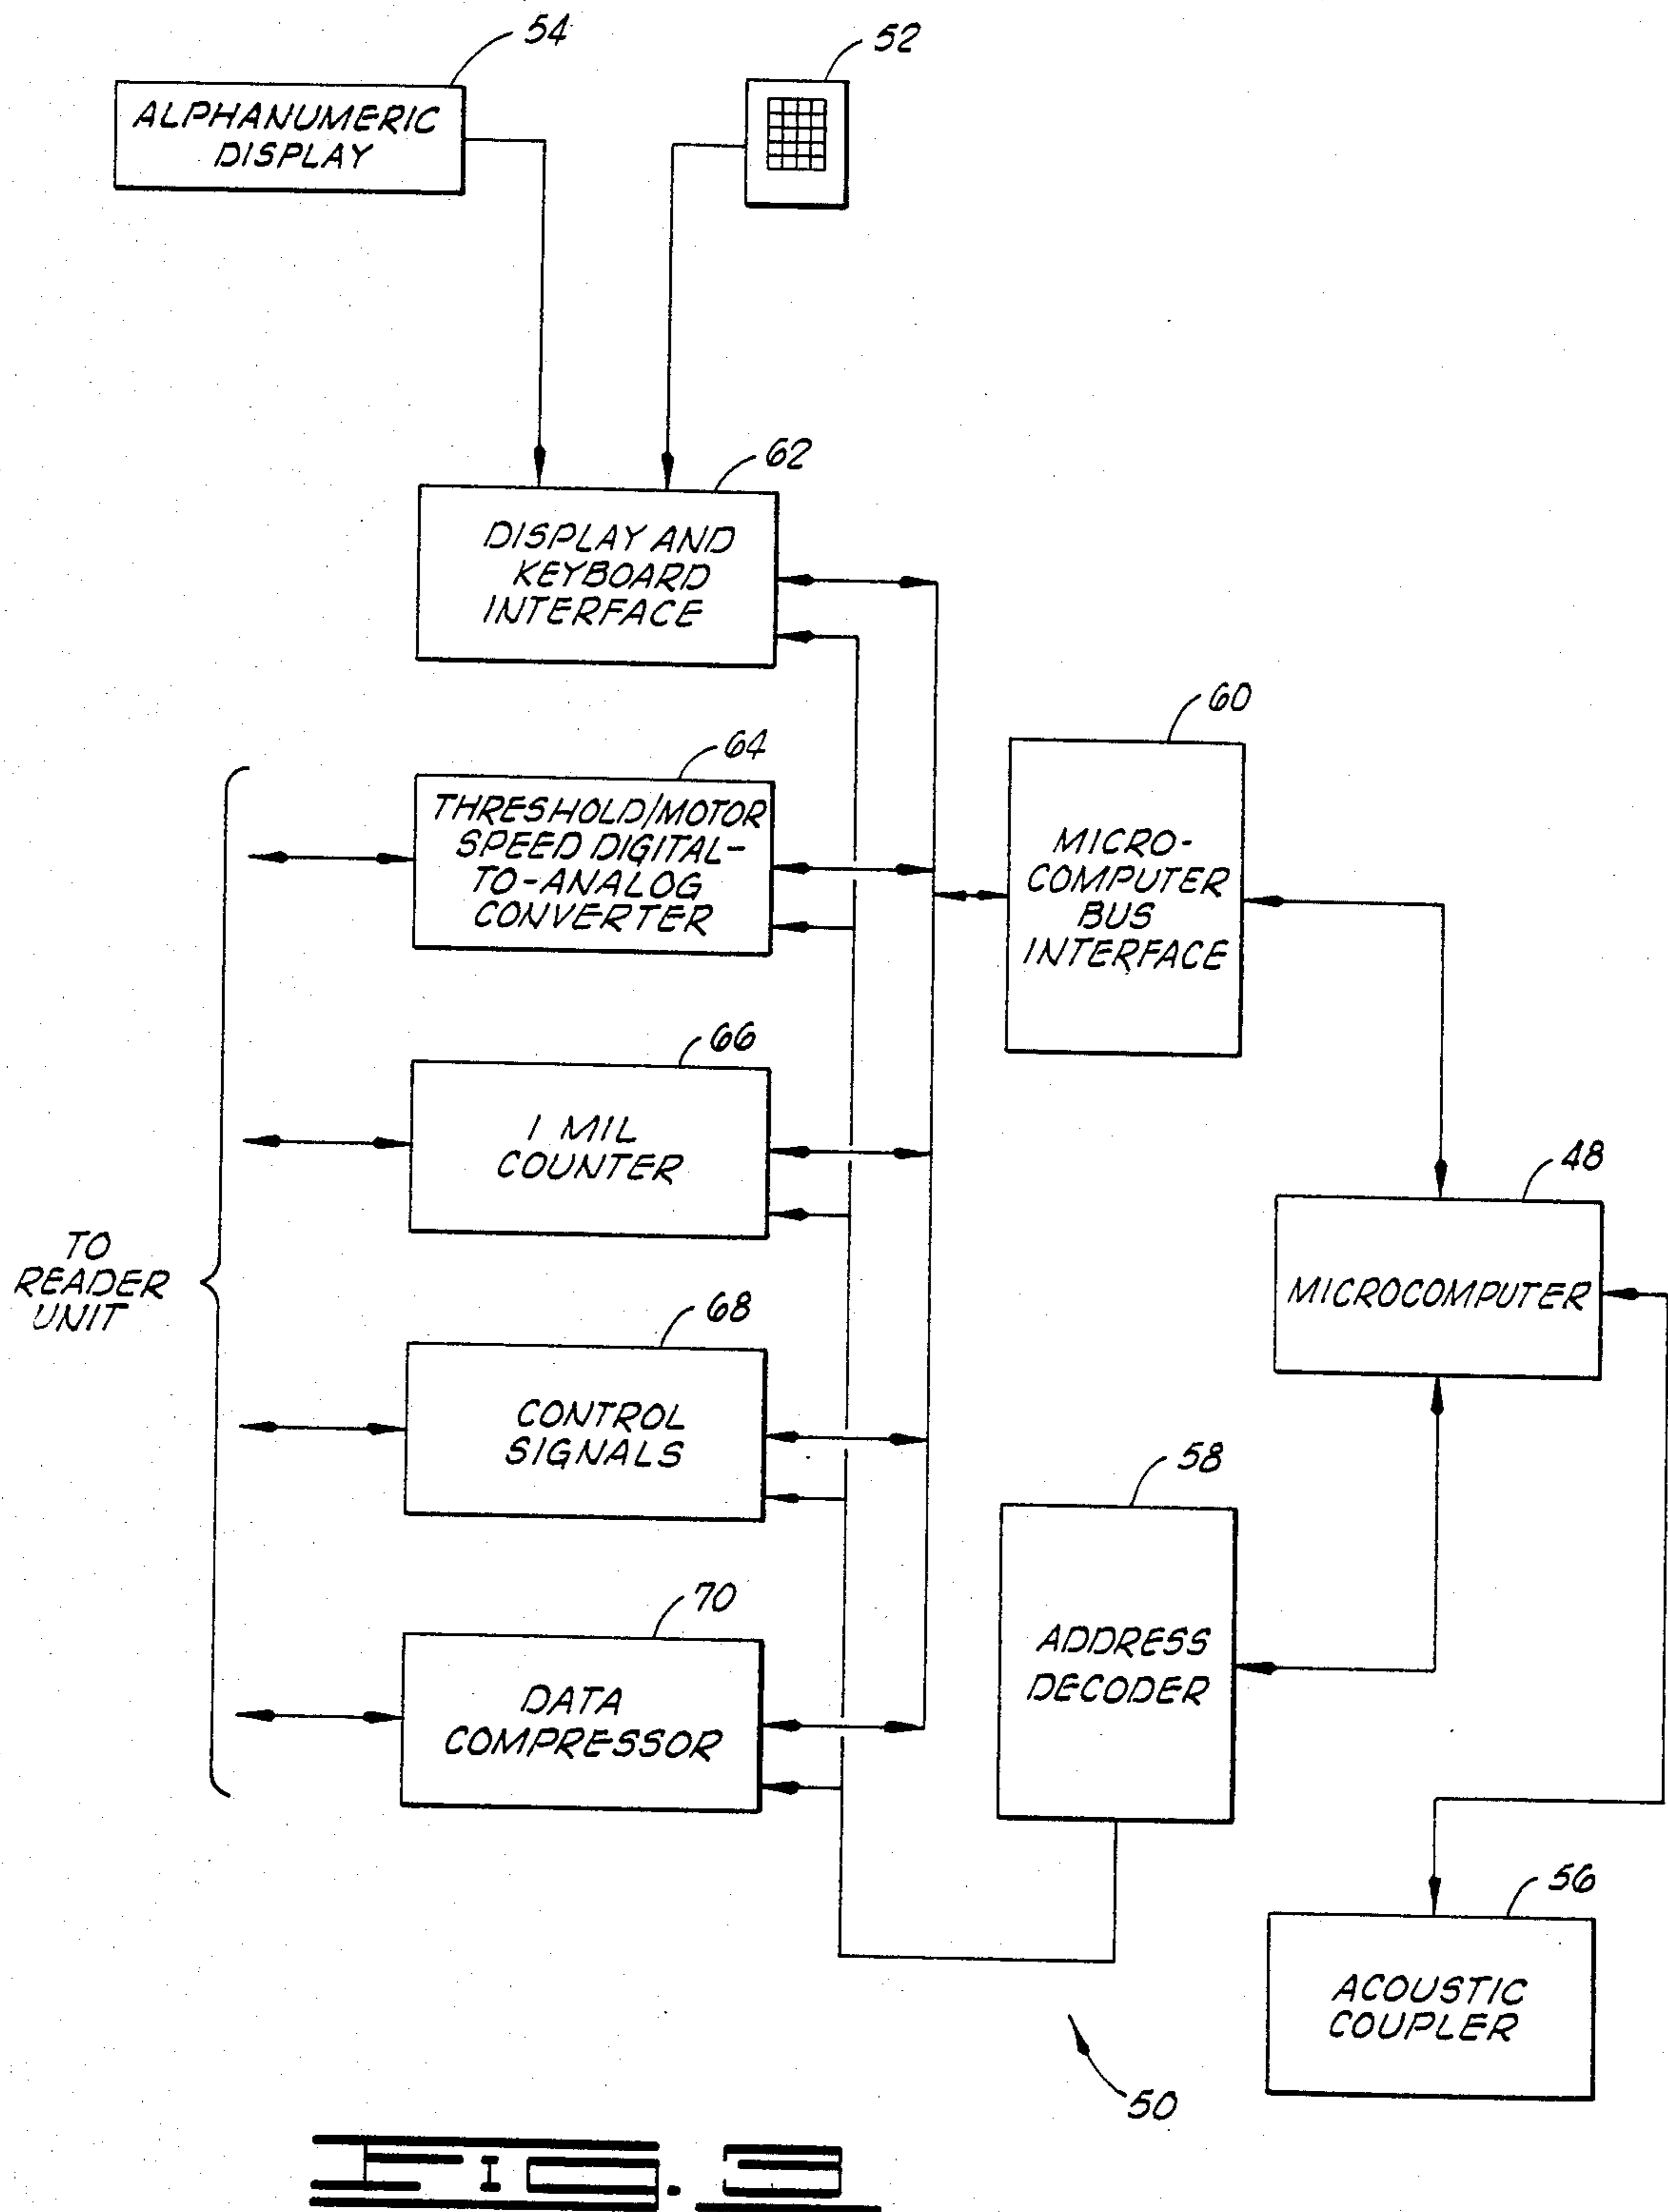 54
52
ALPHANUMERIC
DISPLAY
62
DISPLAY AND
KEYBOARD
INTERFACE
60
64
THRESHOLD/MOTOR
SPEED DIGITAL-
TO-ANALOG
CONVERTER
MICRO-
COMPUTER
BUS
INTERFACE
66
1 MIL
COUNTER
48
MICROCOMPUTER
TO
READER
UNIT
68
CONTROL
SIGNALS
58
ADDRESS
DECODER
70
DATA
COMPRESSOR
56
ACOUSTIC
COUPLER
50
FIG.